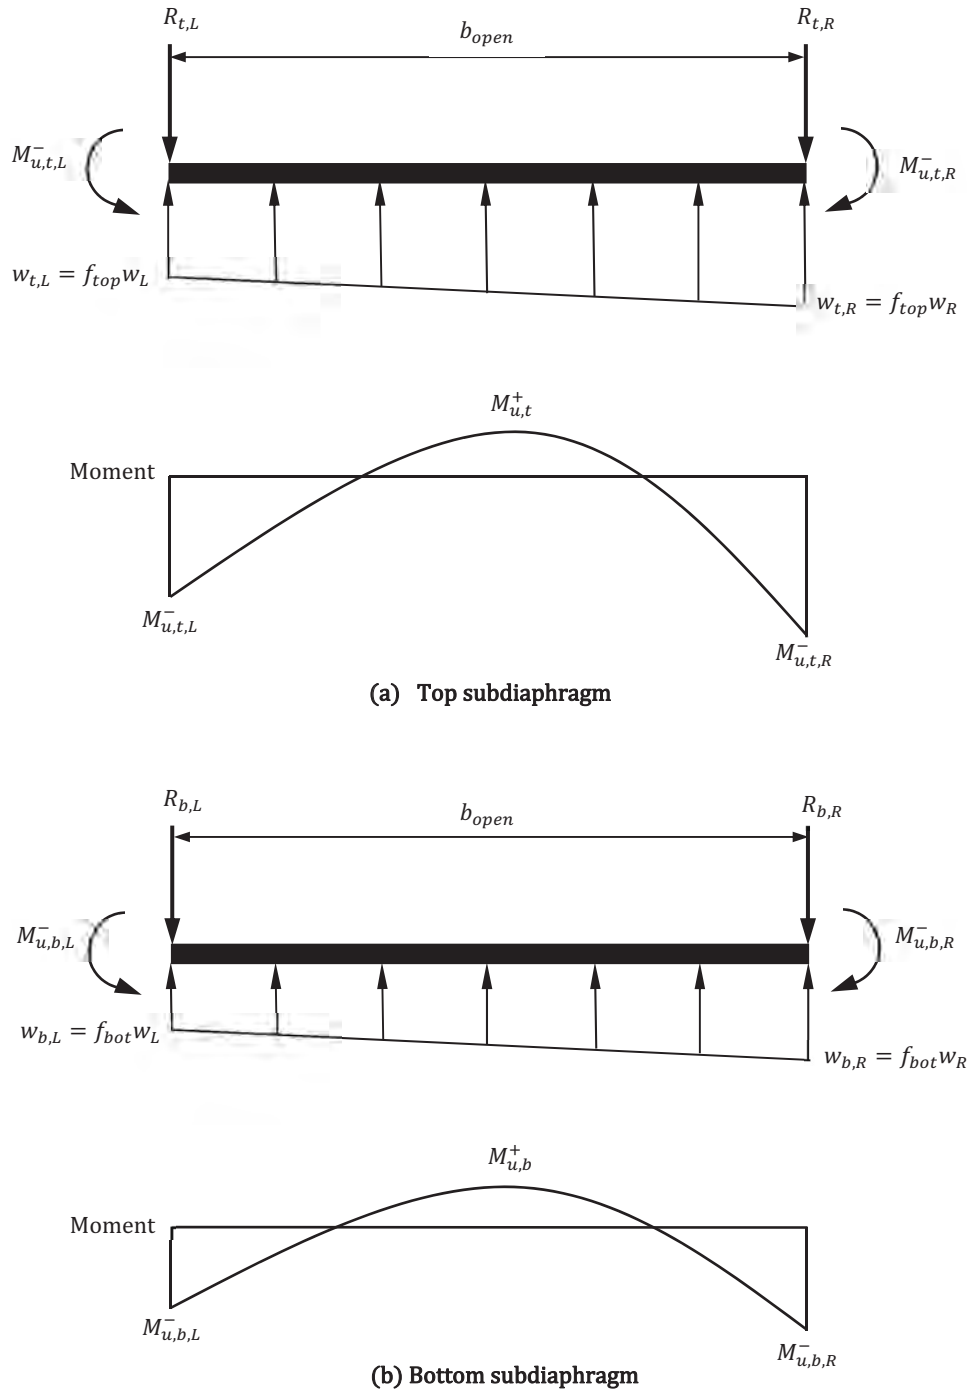 R_{t,L} R_{t,R}
b_{open}
M^-_{u,t,L} M^-_{u,t,R}
w_{t,L} = f_{top}w_L
w_{t,R} = f_{top}w_R
M^+_{u,t}
Moment
M^-_{u,t,L}
M^-_{u,t,R}
(a) Top subdiaphragm
R_{b,L} R_{b,R}
b_{open}
M^-_{u,b,L} M^-_{u,b,R}
w_{b,L} = f_{bot}w_L
w_{b,R} = f_{bot}w_R
M^+_{u,b}
Moment
M^-_{u,b,L}
M^-_{u,b,R}
(b) Bottom subdiaphragm